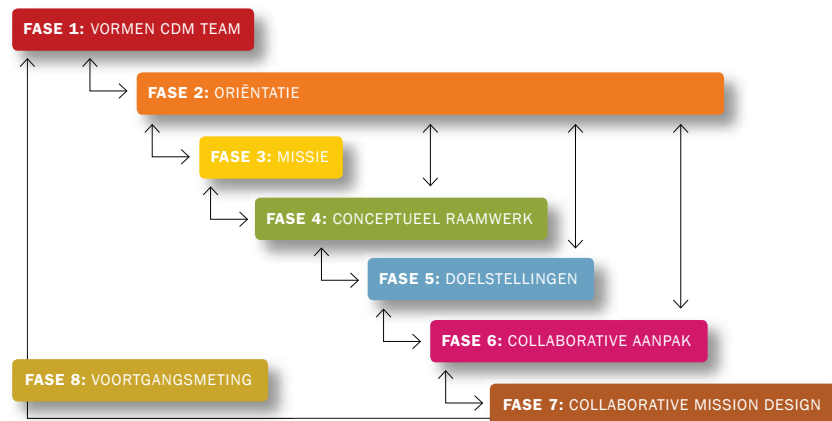 FASE 1: VORMEN CDM TEAM
FASE 2: ORIËNTATIE
FASE 3: MISSIE
FASE 4: CONCEPTUEEL RAAMWERK
FASE 5: DOELSTELLINGEN
FASE 6: COLLABORATIVE AANPAK
FASE 8: VOORTGANGSMETING
FASE 7: COLLABORATIVE MISSION DESIGN